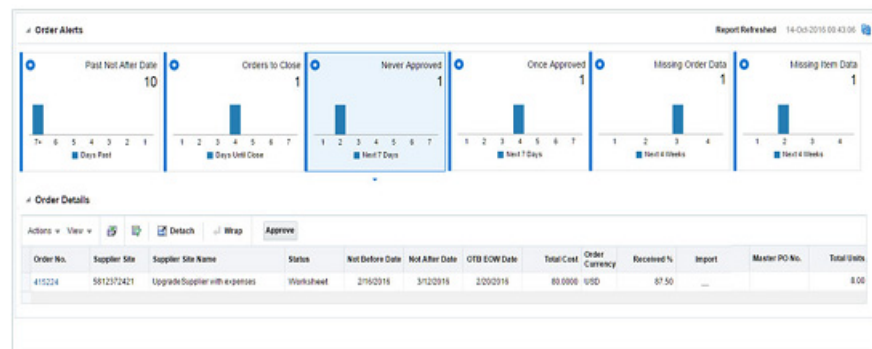 Order Alerts
Report Refreshed 14-Oct-2016 08:43:06
Past Not After Date
10
7+ 6 5 4 3 2 1
Days Past
Orders to Close
1
1 2 3 4 5 6 7
Days Until Close
Never Approved
1
1 2 3 4 5 6 7
Next 7 Days
Once Approved
1
1 2 3 4 5 6 7
Next 7 Days
Missing Order Data
1
1 2 3 4
Next 4 Weeks
Missing Item Data
1
1 2 3 4
Next 4 Weeks
Order Details
Actions View Detach Wrap Approve
Order No. Supplier Site Supplier Site Name Status Not Before Date Not After Date OTB EOW Date Total Cost Order Currency Received % Import Master PO No. Total Units
415224 5812372421 UpgradeSupplier with expenses Worksheet 2/16/2016 3/12/2016 2/20/2016 80.0000 USD 87.50 __ 8.00